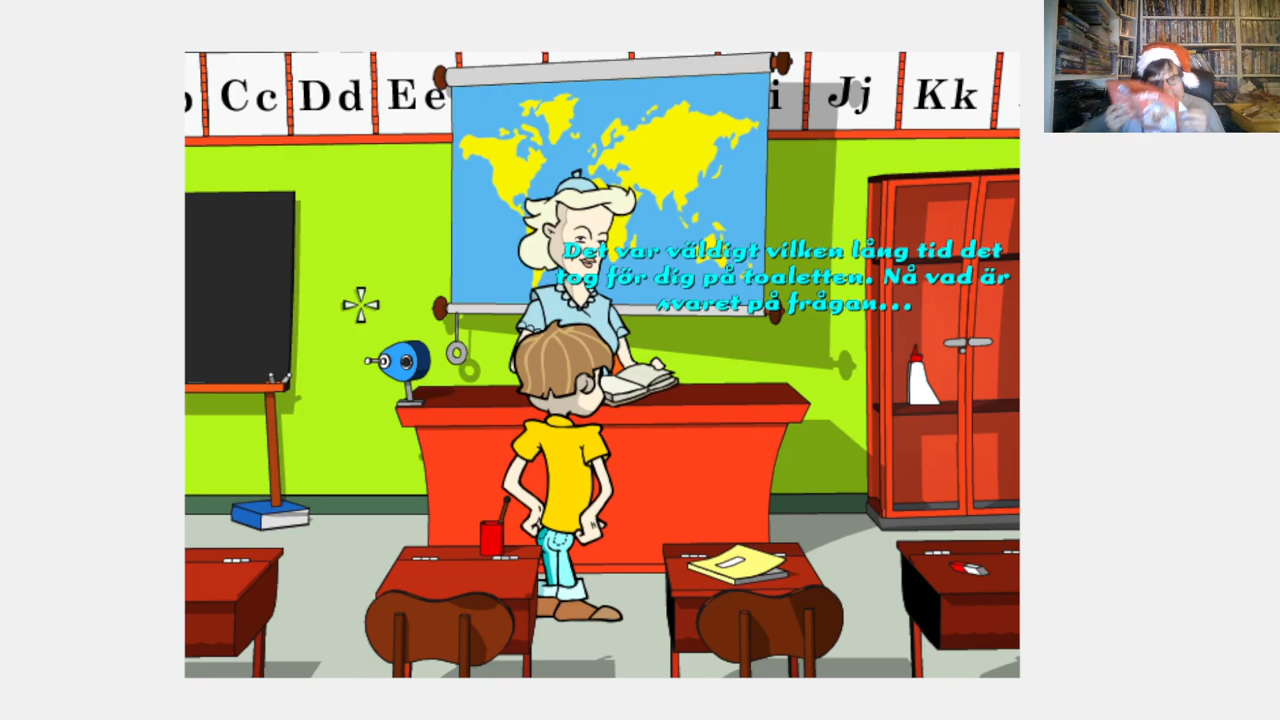 Cc Dd Ee Jj Kk
Det var väldigt vilken lång tid det
tog för dig på toaletten. Nå vad är
svaret på frågan...